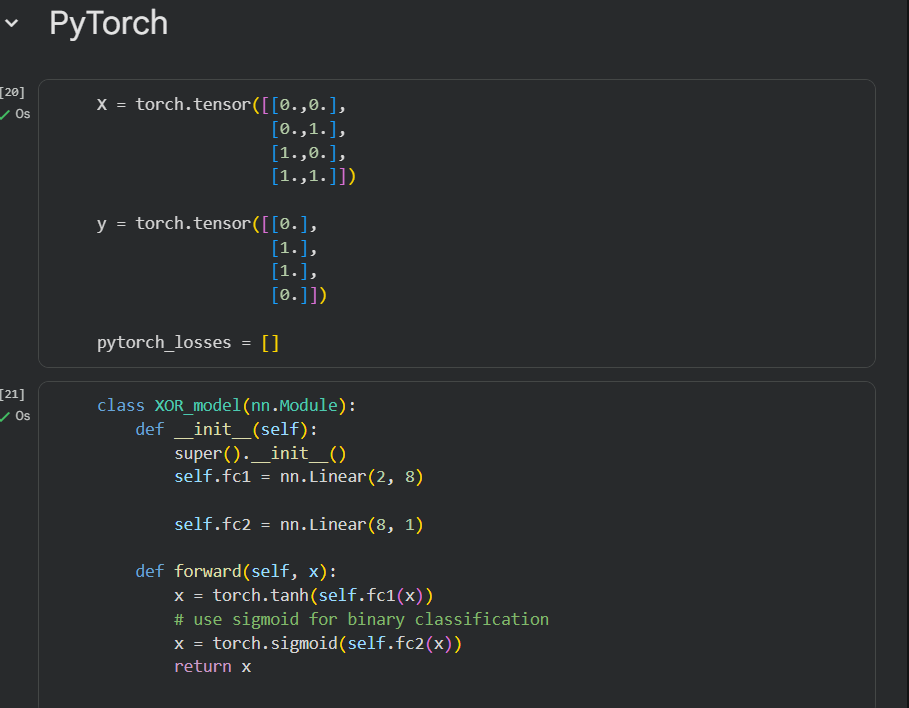 PyTorch
[20]
0s
X = torch.tensor([[0.,0.],
[0.,1.],
[1.,0.],
[1.,1.]])
y = torch.tensor([[0.],
[1.],
[1.],
[0.]])
pytorch_losses = []
[21]
0s
class XOR_model(nn.Module):
def __init__(self):
super().__init__()
self.fc1 = nn.Linear(2, 8)
self.fc2 = nn.Linear(8, 1)
def forward(self, x):
x = torch.tanh(self.fc1(x))
# use sigmoid for binary classification
x = torch.sigmoid(self.fc2(x))
return x